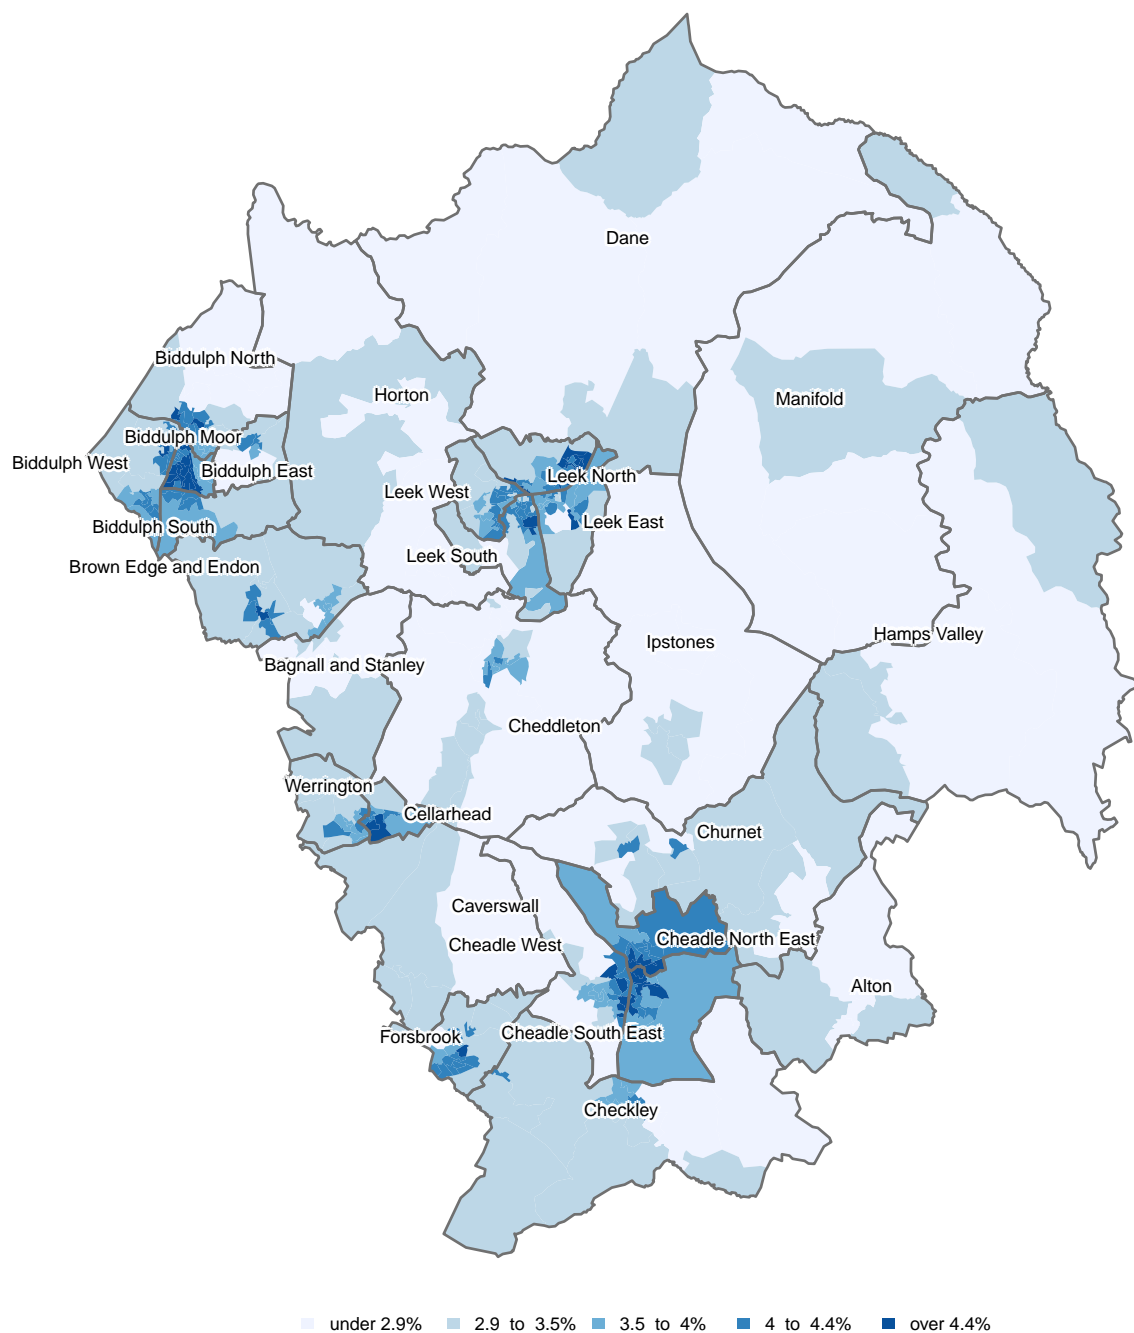 Dane
Biddulph North
Horton
Manifold
Biddulph Moor
Biddulph West
Biddulph East
Leek North
Leek West
Leek East
Biddulph South
Leek South
Brown Edge and Endon
Hamps Valley
Ipstones
Bagnall and Stanley
Cheddleton
Werrington
Cellarhead
Churnet
Caverswall
Cheadle North East
Cheadle West
Alton
Forsbrook
Cheadle South East
Checkley
under 2.9% 2.9 to 3.5% 3.5 to 4% 4 to 4.4% over 4.4%